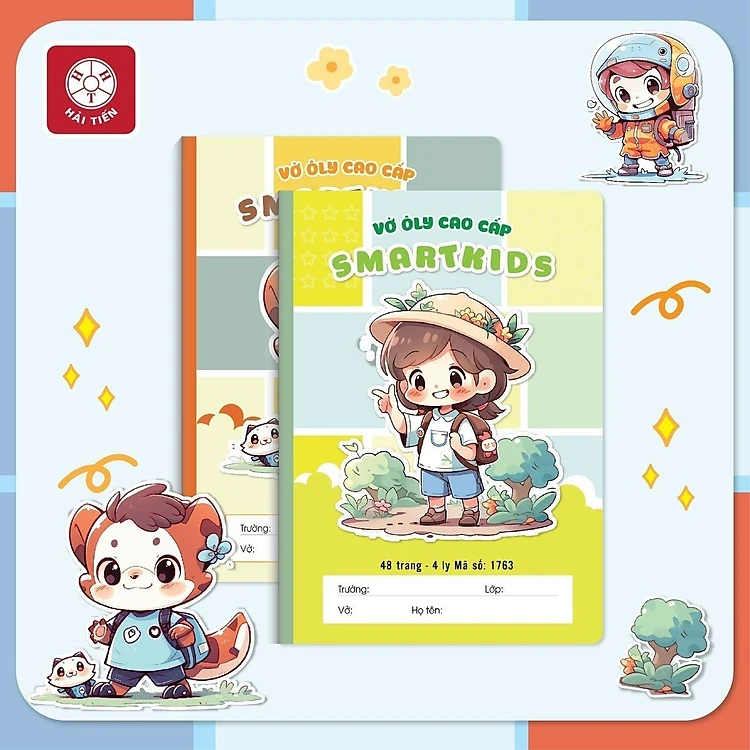 H H
T
HẢI TIẾN
VỞ ÔLY CAO CẤP
SM
Trường:
Vở:
VỞ ÔLY CAO CẤP
SMARTKIDS
48 trang - 4 ly Mã số: 1763
Trường: Lớp:
Vở: Họ tên: